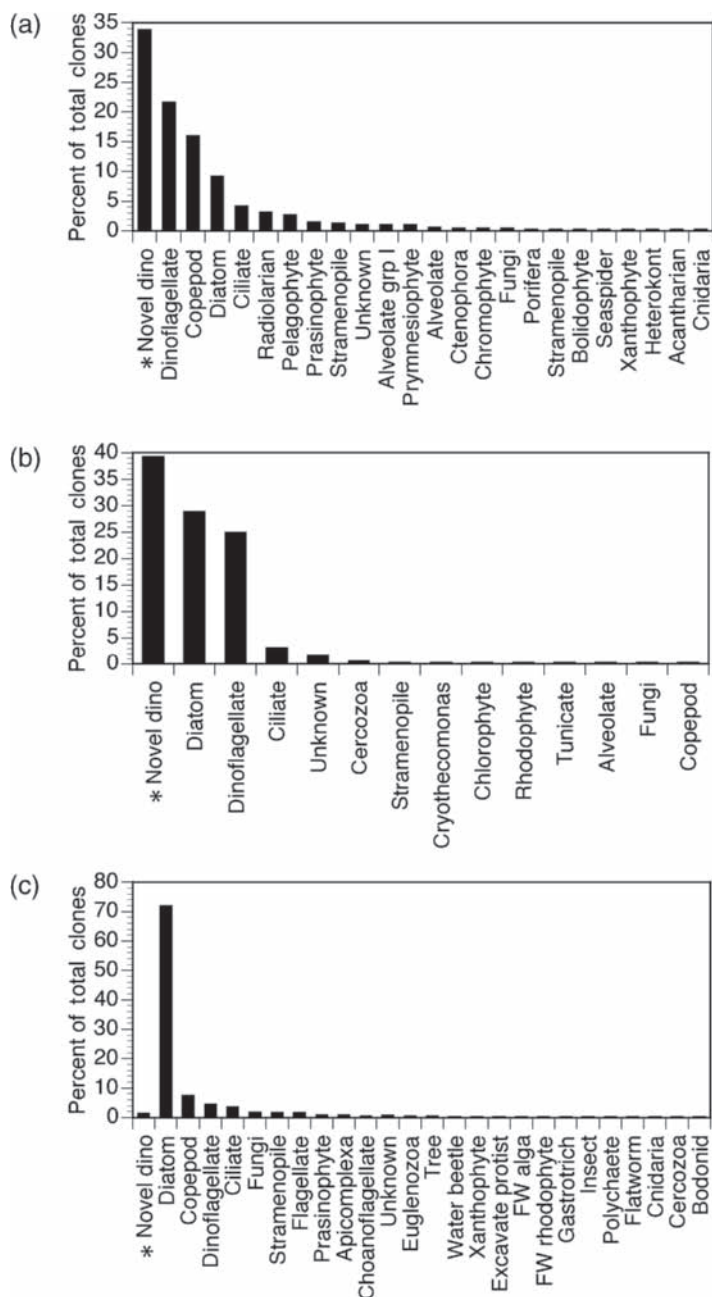 (a)
Percent of total clones
35
30
25
20
15
10
5
0
* Novel dino
Dinoflagellate
Copepod
Diatom
Ciliate
Radiolarian
Pelagophyte
Prasinophyte
Stramenopile
Unknown
Alveolate grp I
Prymnesiophyte
Alveolate
Ctenophora
Chromophyte
Fungi
Porifera
Stramenopile
Bolidophyte
Seaspider
Xanthophyte
Heterokont
Acantharian
Cnidaria
(b)
Percent of total clones
40
35
30
25
20
15
10
5
0
* Novel dino
Diatom
Dinoflagellate
Ciliate
Unknown
Cercozoa
Stramenopile
Cryothecomonas
Chlorophyte
Rhodophyte
Tunicate
Alveolate
Fungi
Copepod
(c)
Percent of total clones
80
70
60
50
40
30
20
10
0
* Novel dino
Diatom
Copepod
Dinoflagellate
Ciliate
Fungi
Stramenopile
Flagellate
Prasinophyte
Apicomplexa
Choanoflagellate
Unknown
Euglenozoa
Tree
Water beetle
Xanthophyte
Excavate protist
FW alga
FW rhodophyte
Gastrotrich
Insect
Polychaete
Flatworm
Cnidaria
Cercozoa
Bodonid